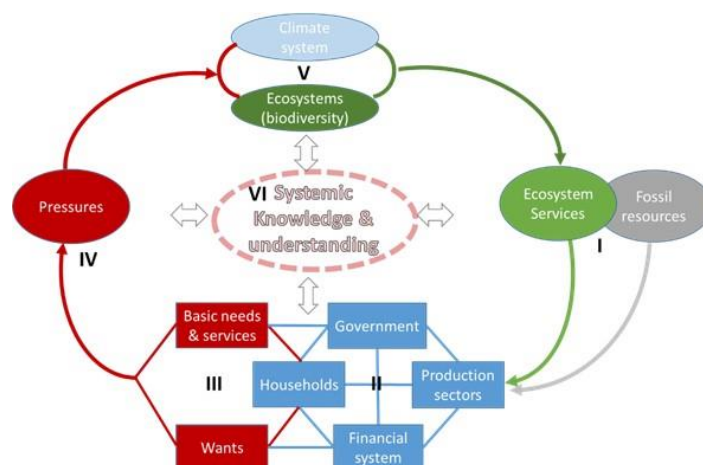 Climate
system
V
Ecosystems
(biodiversity)
VI Systemic
Knowledge &
understanding
Pressures
IV
Ecosystem
Services
Fossil
resources
I
Basic needs
& services
Government
III
Households
II
Production
sectors
Wants
Financial
system